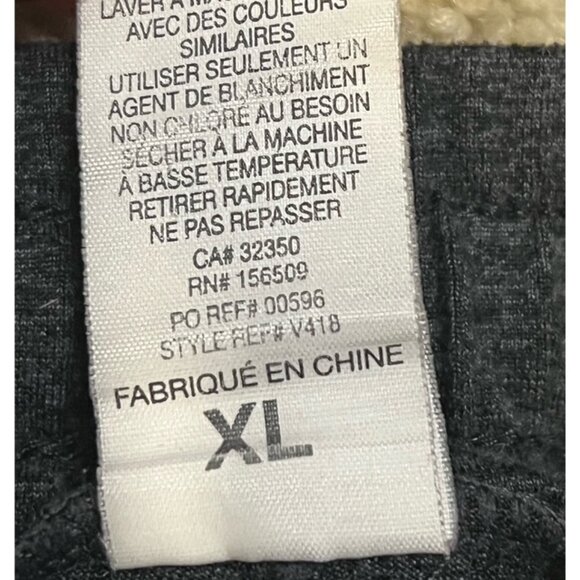 LAVER À MA
AVEC DES COULEURS
SIMILAIRES
UTILISER SEULEMENT UN
AGENT DE BLANCHIMENT
NON CHLORÉ AU BESOIN
SÉCHER À LA MACHINE
À BASSE TEMPÉRATURE
RETIRER RAPIDEMENT
NE PAS REPASSER
CA# 32350
RN# 156509
PO REF# 00596
STYLE REF# V418
FABRIQUÉ EN CHINE
XL